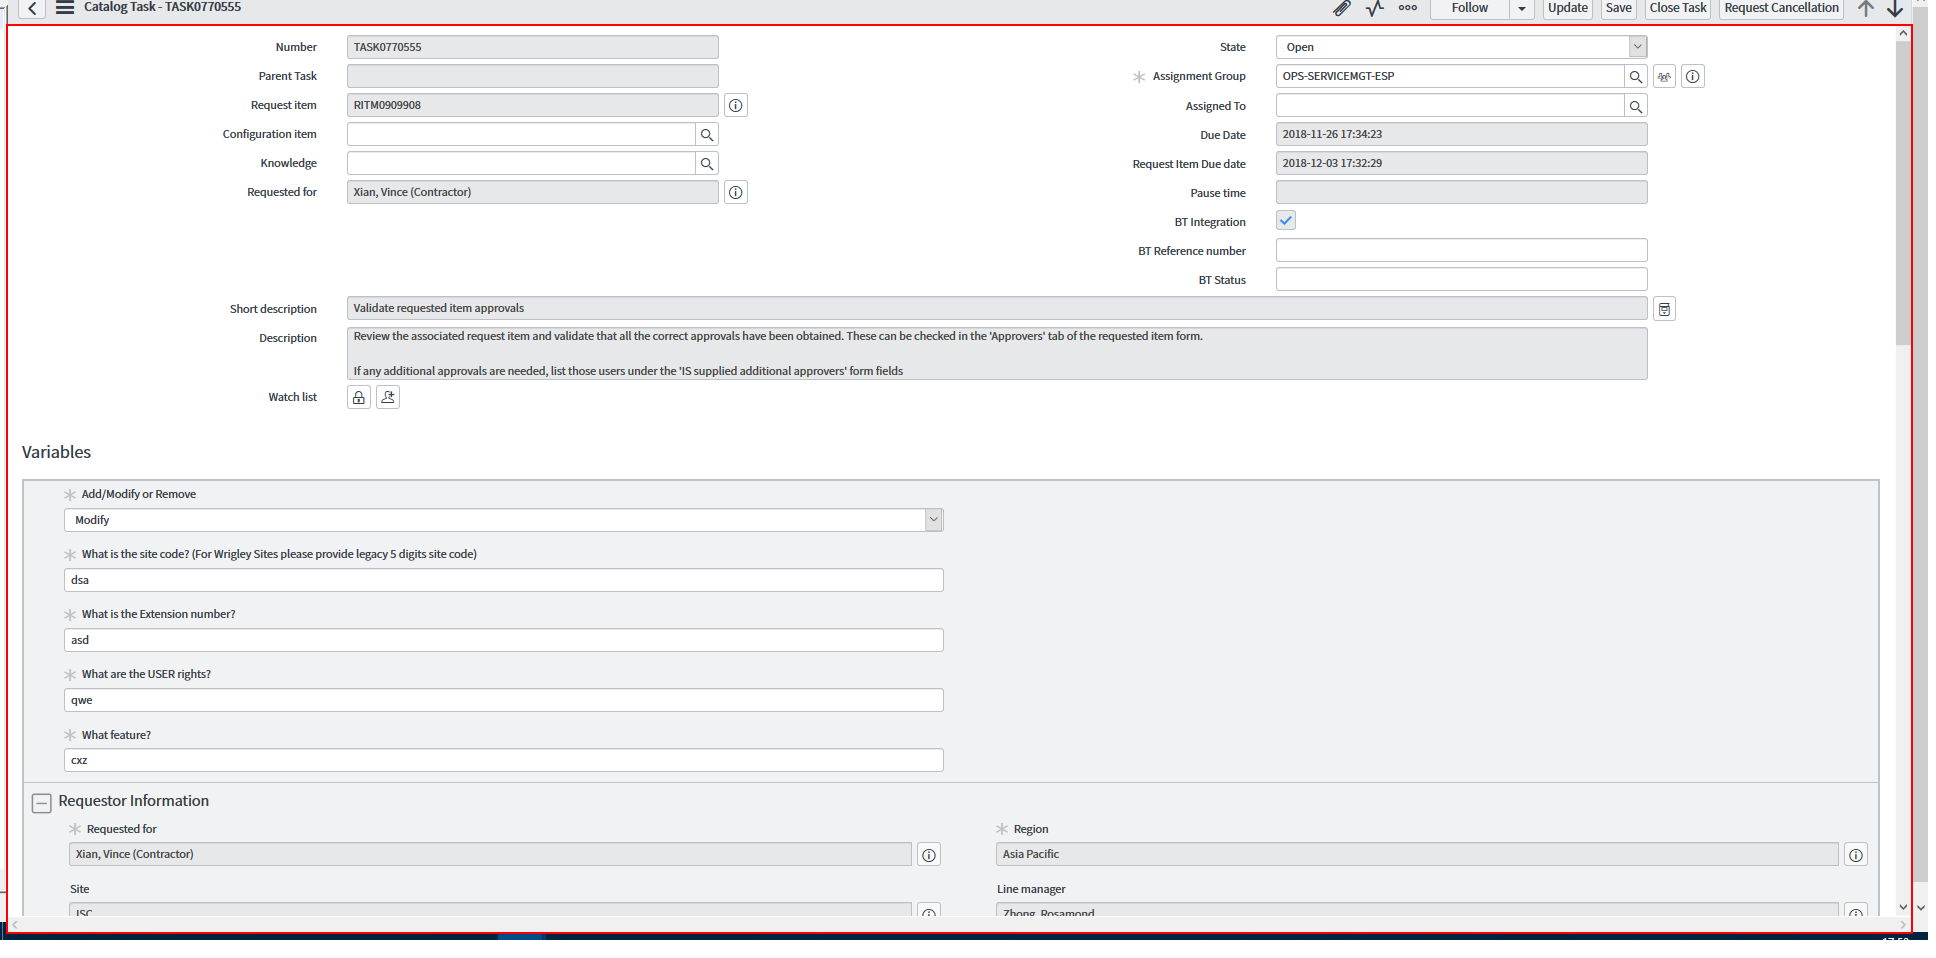 Catalog Task - TASK0770555
Follow
Update
Save
Close Task
Request Cancellation
Number
TASK0770555
State
Open
Parent Task
Assignment Group
OPS-SERVICEMGT-ESP
Request item
RITM0909908
Assigned To
Configuration item
Due Date
2018-11-26 17:34:23
Knowledge
Request Item Due date
2018-12-03 17:32:29
Requested for
Xian, Vince (Contractor)
Pause time
BT Integration
BT Reference number
BT Status
Short description
Validate requested item approvals
Description
Review the associated request item and validate that all the correct approvals have been obtained. These can be checked in the 'Approvers' tab of the requested item form.
If any additional approvals are needed, list those users under the 'IS supplied additional approvers' form fields
Watch list
Variables
Add/Modify or Remove
Modify
What is the site code? (For Wrigley Sites please provide legacy 5 digits site code)
dsa
What is the Extension number?
asd
What are the USER rights?
qwe
What feature?
cxz
Requestor Information
Requested for
Xian, Vince (Contractor)
Region
Asia Pacific
Site
Line manager
Zhong, Rosamond